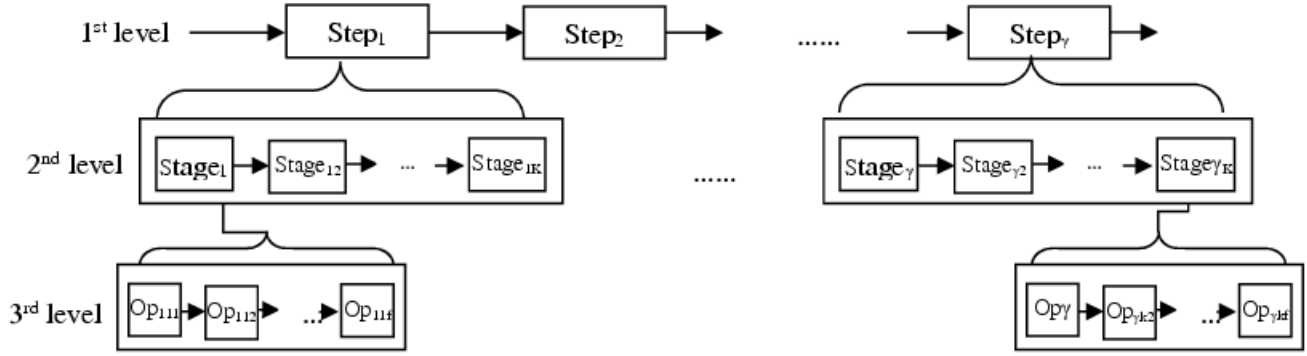 1st level Step1 Step2 ...... Stepγ
2nd level Stage1 Stage12 ... Stage1K ...... Stageγ Stageγ2 ... StageγK
3rd level Op111 Op112 ... Op11f Opγ Opγk2 ... Opγkf